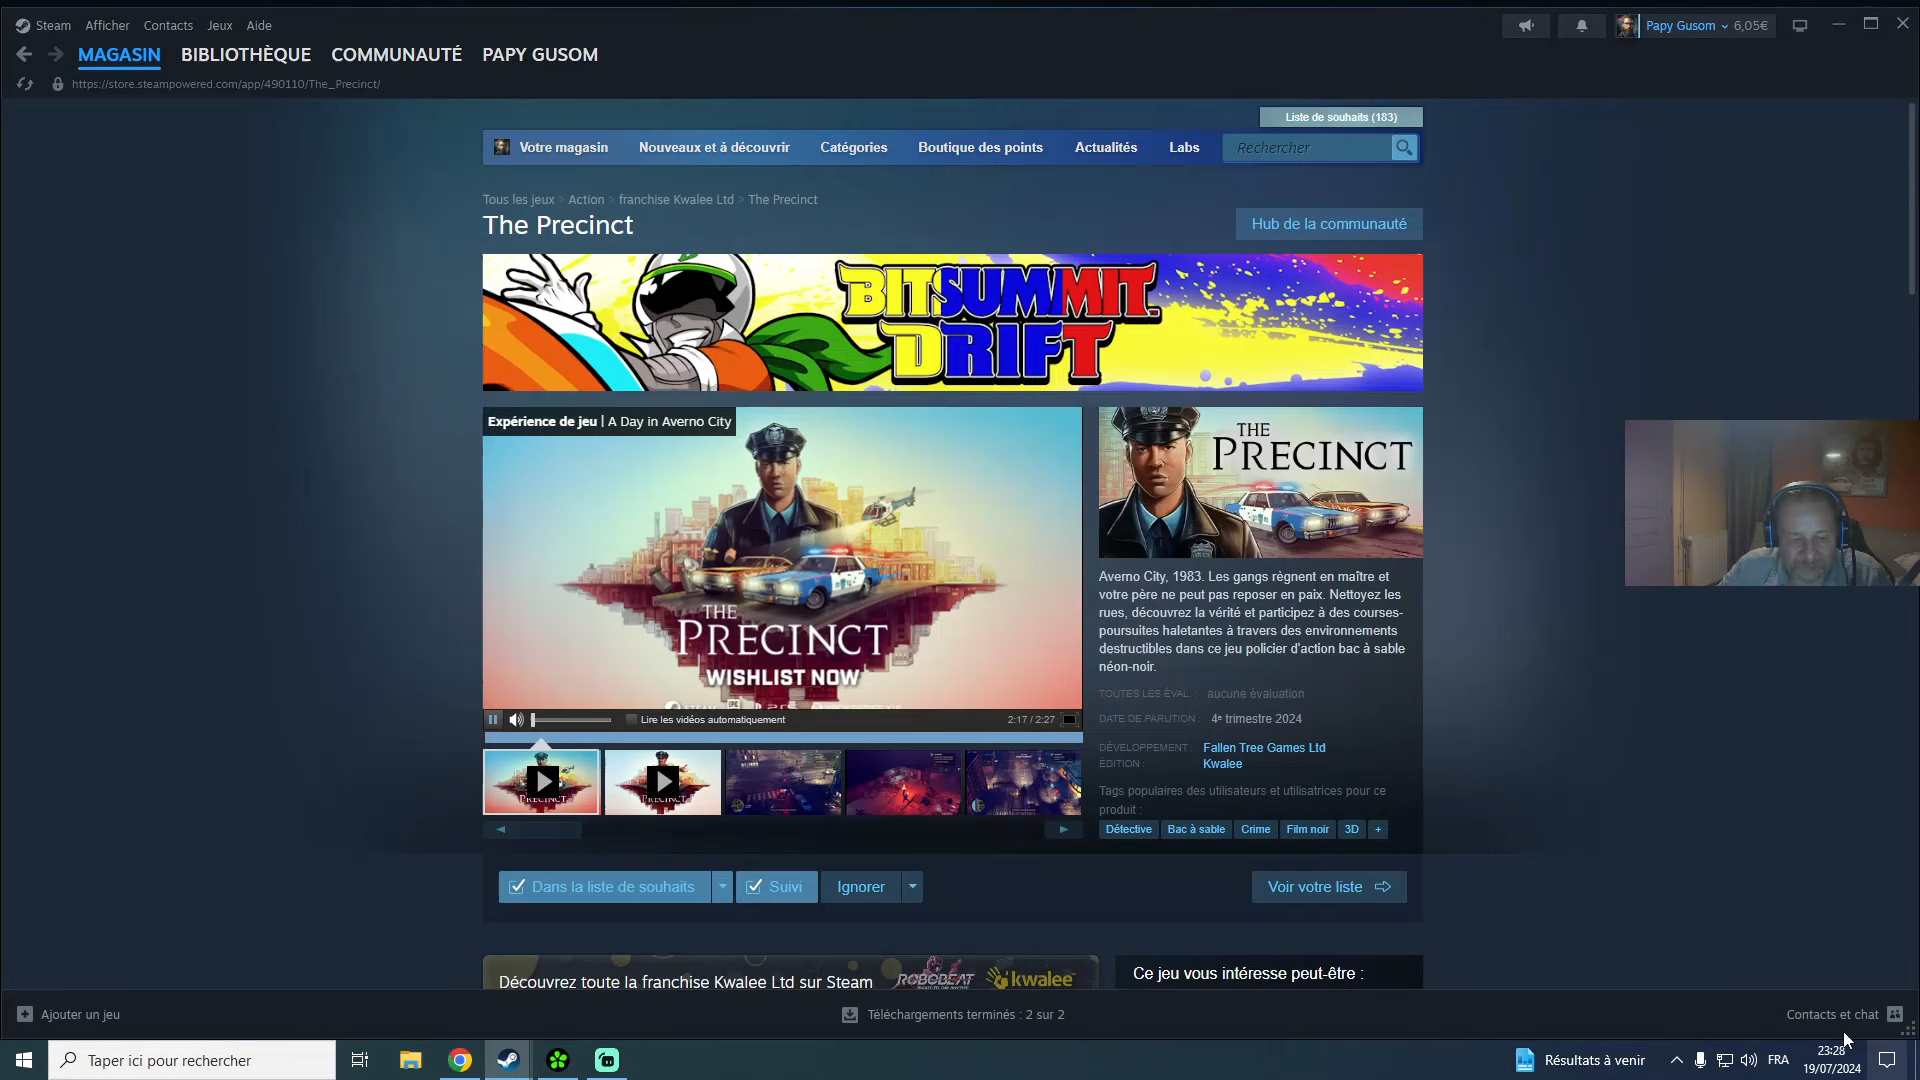 Steam Afficher Contacts Jeux Aide
Papy Gusom 6,05€
MAGASIN BIBLIOTHÈQUE COMMUNAUTÉ PAPY GUSOM
https://store.steampowered.com/app/490110/The_Precinct/
Liste de souhaits (183)
Votre magasin Nouveaux et à découvrir Catégories Boutique des points Actualités Labs Rechercher
Tous les jeux > Action > franchise Kwalee Ltd > The Precinct
The Precinct
Hub de la communauté
BITSUMMIT
DRIFT
Expérience de jeu | A Day in Averno City
THE
PRECINCT
WISHLIST NOW
Lire les vidéos automatiquement 2:17 / 2:27
THE
PRECINCT
Averno City, 1983. Les gangs règnent en maître et
votre père ne peut pas reposer en paix. Nettoyez les
rues, découvrez la vérité et participez à des courses-
poursuites haletantes à travers des environnements
destructibles dans ce jeu policier d'action bac à sable
néon-noir.
TOUTES LES ÉVAL. : aucune évaluation
DATE DE PARUTION : 4ᵉ trimestre 2024
DÉVELOPPEMENT : Fallen Tree Games Ltd
ÉDITION : Kwalee
Tags populaires des utilisateurs et utilisatrices pour ce
produit :
Détective Bac à sable Crime Film noir 3D +
Dans la liste de souhaits Suivi Ignorer Voir votre liste
Découvrez toute la franchise Kwalee Ltd sur Steam ROBOBEAT kwalee
Ce jeu vous intéresse peut-être :
Ajouter un jeu Téléchargements terminés : 2 sur 2 Contacts et chat
Taper ici pour rechercher Résultats à venir FRA 23:28
19/07/2024